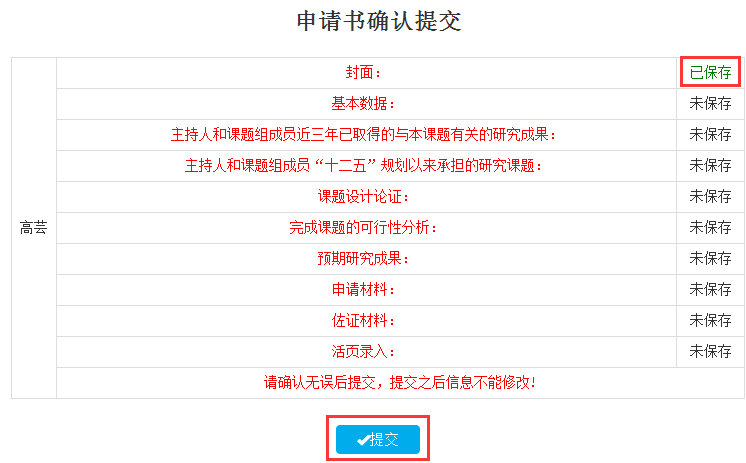 申请书确认提交
封面： 已保存
基本数据： 未保存
主持人和课题组成员近三年已取得的与本课题有关的研究成果： 未保存
主持人和课题组成员“十二五”规划以来承担的研究课题： 未保存
课题设计论证： 未保存
高芸 完成课题的可行性分析： 未保存
预期研究成果： 未保存
申请材料： 未保存
佐证材料： 未保存
活页录入： 未保存
请确认无误后提交，提交之后信息不能修改!
提交